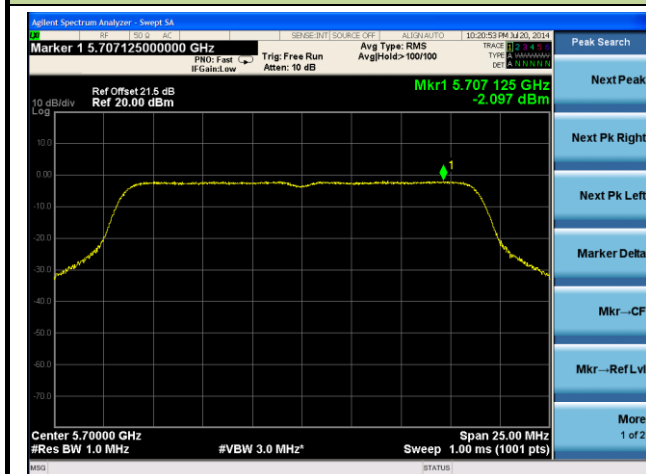 Agilent Spectrum Analyzer - Swept SA
RF 50 Ω AC SENSE:INT SOURCE OFF ALIGNAUTO 10:20:53 PM Jul 20, 2014
Marker 1 5.707125000000 GHz
PNO: Fast Trig: Free Run
IFGain:Low Atten: 10 dB
Avg Type: RMS
Avg|Hold:>100/100
TRACE 1 2 3 4 5 6
TYPE A WWWWW
DET A N N N N N
Peak Search
Mkr1 5.707 125 GHz
-2.097 dBm
Ref Offset 21.5 dB
10 dB/div Ref 20.00 dBm
Log
10.0
0.00
-10.0
-20.0
-30.0
-40.0
-50.0
-60.0
-70.0
1
Next Peak
Next Pk Right
Next Pk Left
Marker Delta
Mkr→CF
Mkr→Ref Lvl
More
1 of 2
Center 5.70000 GHz Span 25.00 MHz
#Res BW 1.0 MHz #VBW 3.0 MHz* Sweep 1.00 ms (1001 pts)
MSG STATUS